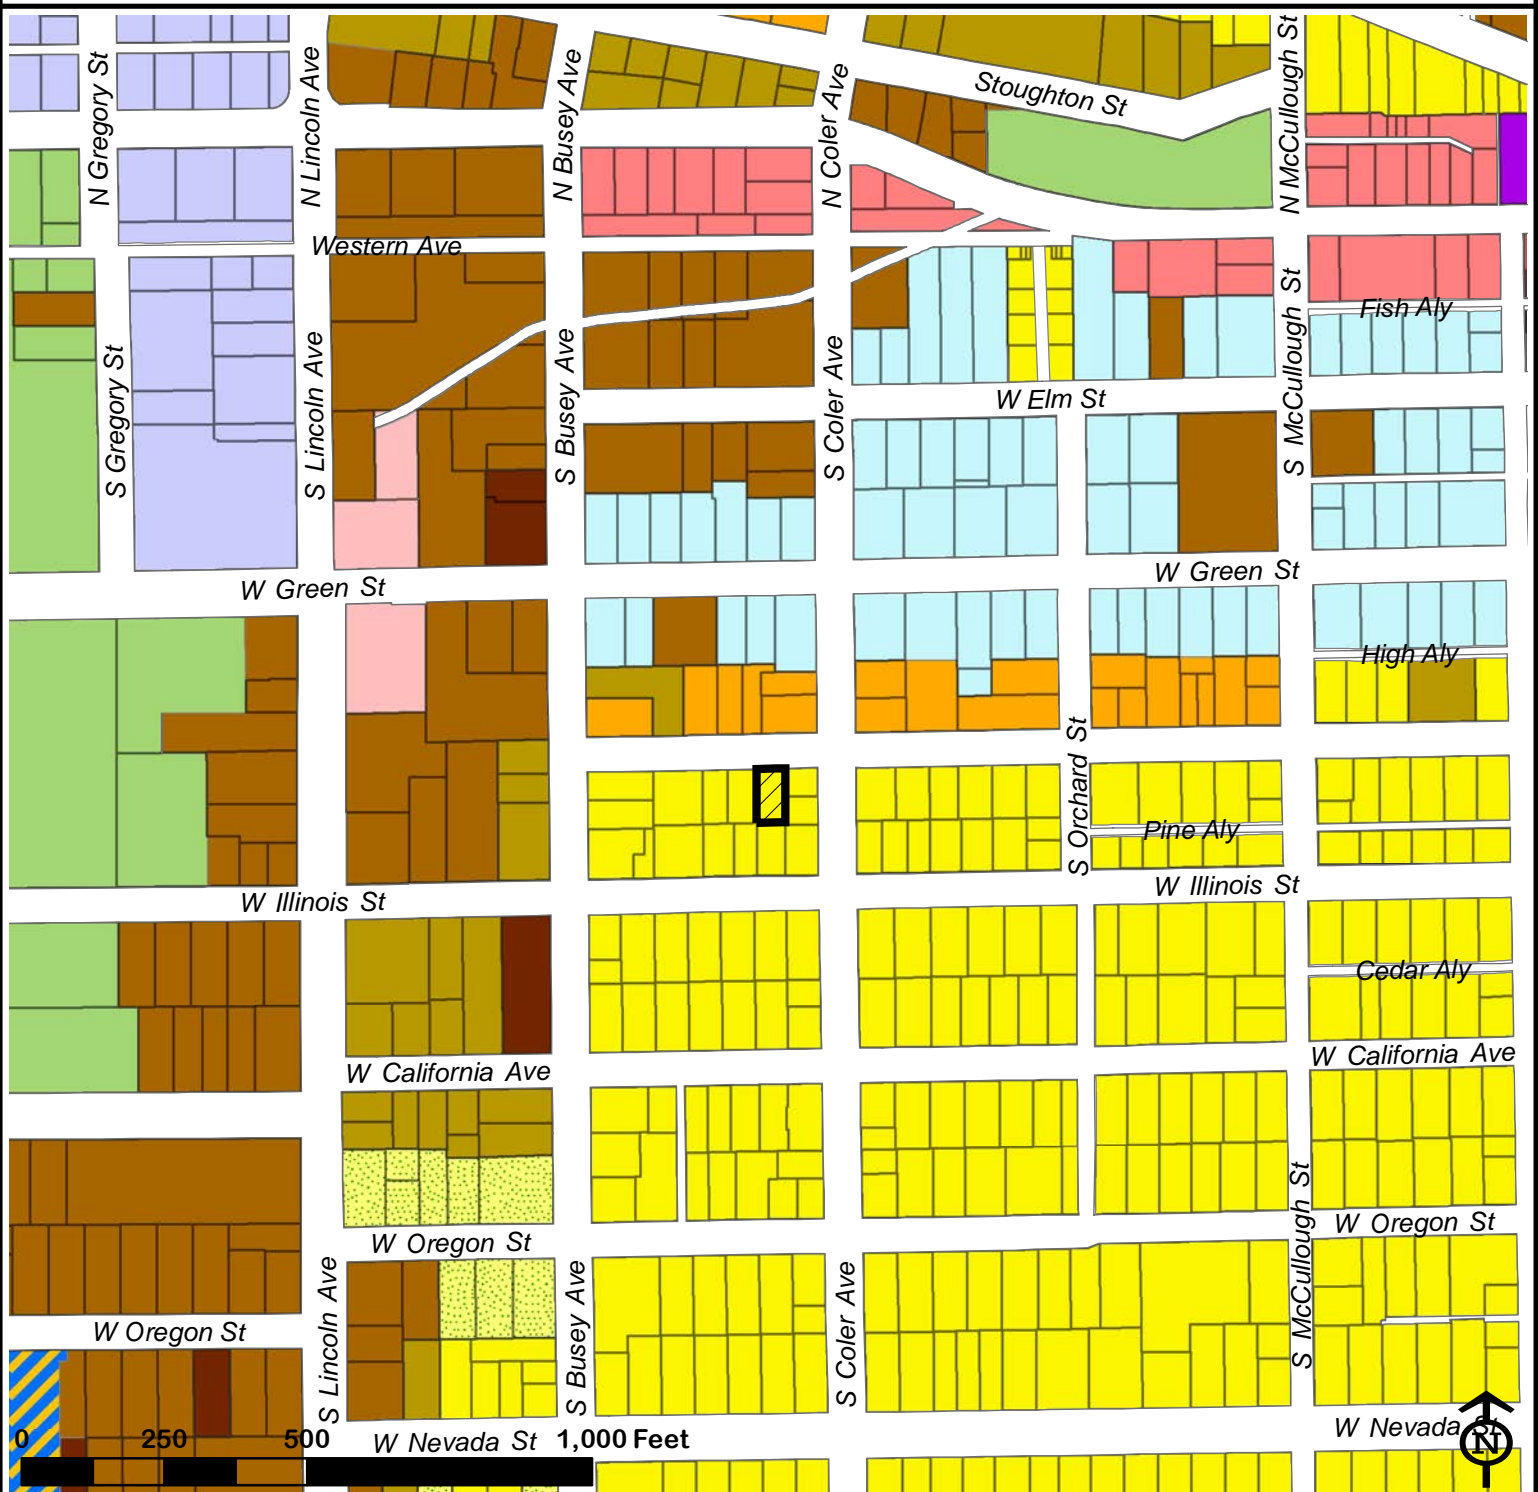 N Gregory St
N Lincoln Ave
N Busey Ave
N Coler Ave
Stoughton St
N McCullough St
Western Ave
S Gregory St
S Lincoln Ave
S Busey Ave
S Coler Ave
S McCullough St
Fish Aly
W Elm St
W Green St
W Green St
High Aly
S Orchard St
Pine Aly
W Illinois St
W Illinois St
Cedar Aly
W California Ave
W California Ave
W Oregon St
W Oregon St
S Lincoln Ave
S Busey Ave
S Coler Ave
S McCullough St
W Oregon St
W Nevada St
W Nevada St
0 250 500 1,000 Feet
N